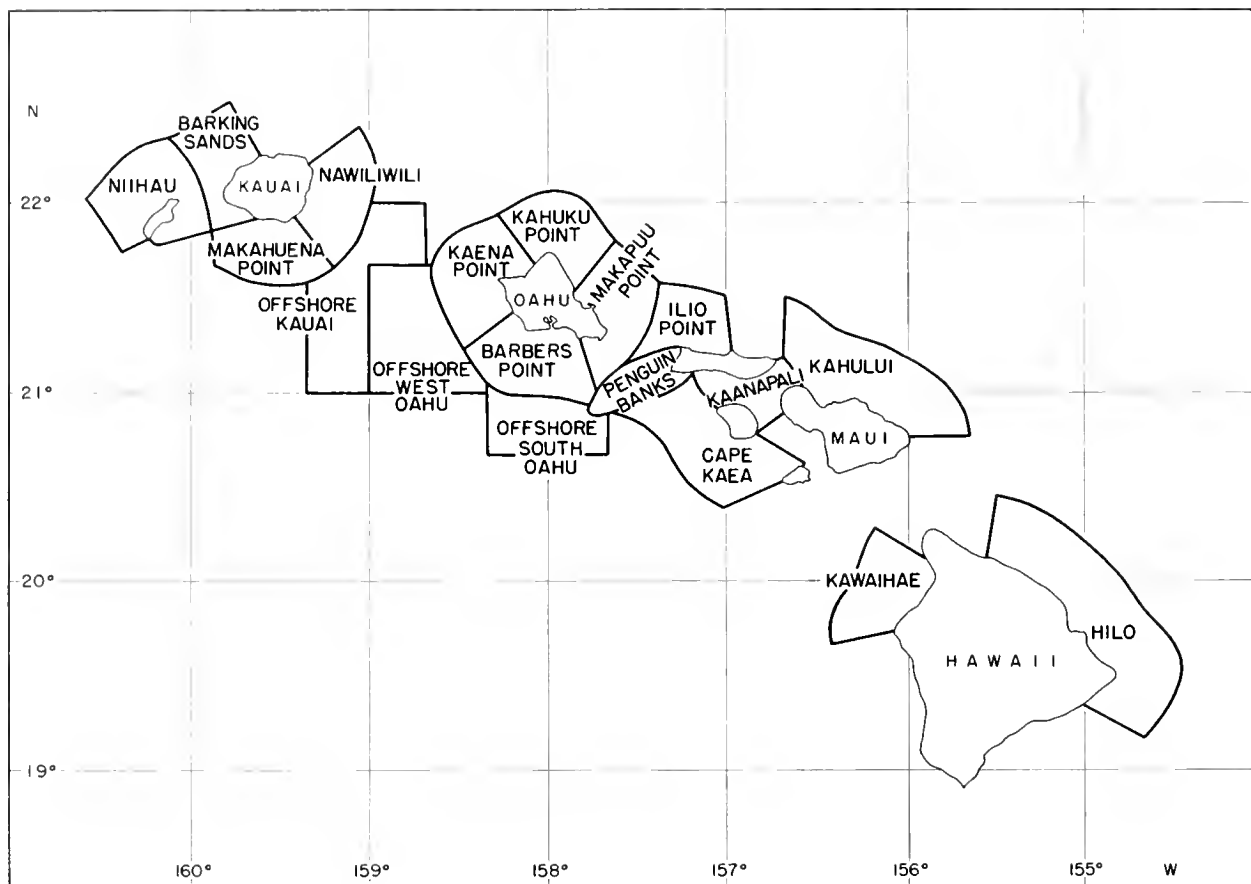 N
BARKING
SANDS
NIIHAU
KAUAI
NAWILIWILI
22°
MAKAHUENA
POINT
KAHUKU
POINT
KAENA
POINT
MAKAPUU
POINT
OAHU
OFFSHORE
KAUAI
ILIO
POINT
BARBERS
POINT
OFFSHORE
WEST
OAHU
PENGUIN
BANKS
KAANAPALI
KAHULUI
21°
OFFSHORE
SOUTH
OAHU
CAPE
KAEA
MAUI
20°
KAWAIHAE
HILO
HAWAII
19°
160°
159°
158°
157°
156°
155°
W